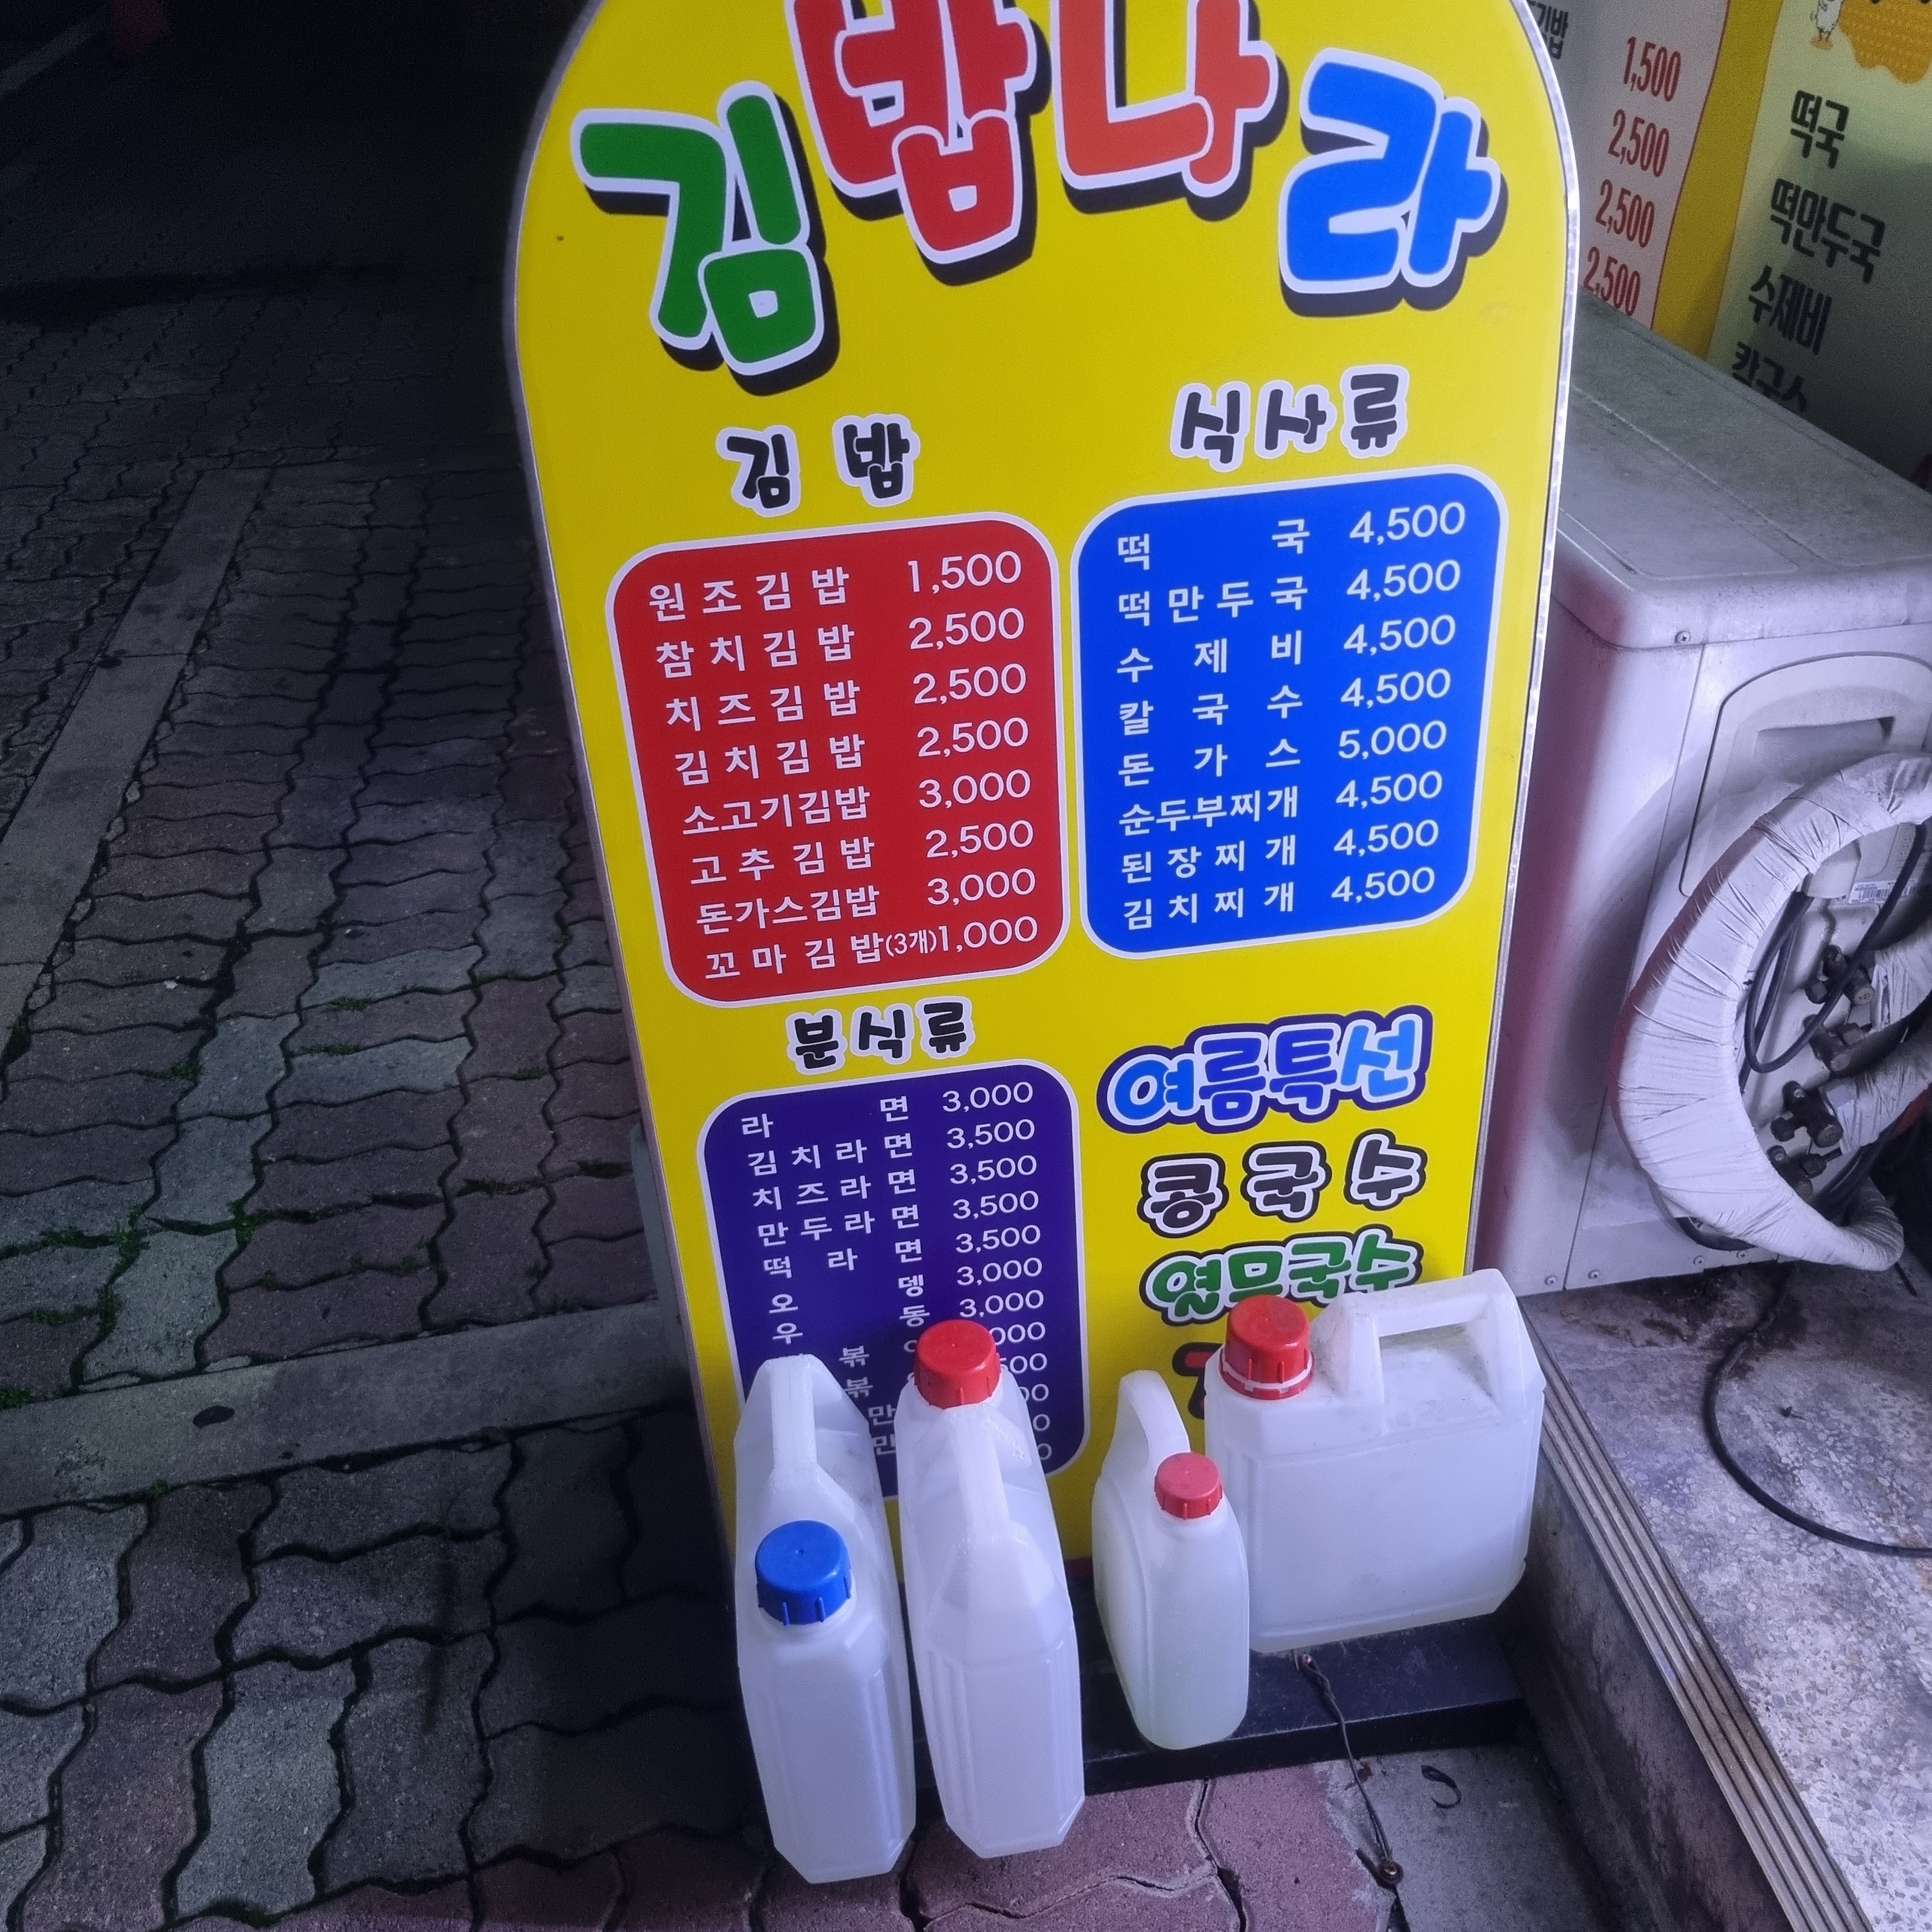 김밥나라
김 밥
원조김밥 1,500
참치김밥 2,500
치즈김밥 2,500
김치김밥 2,500
소고기김밥 3,000
고추김밥 2,500
돈가스김밥 3,000
꼬마김밥(3개) 1,000
식사류
떡국 4,500
떡만두국 4,500
수제비 4,500
칼국수 4,500
돈가스 5,000
순두부찌개 4,500
된장찌개 4,500
김치찌개 4,500
분식류
라면 3,000
김치라면 3,500
치즈라면 3,500
만두라면 3,500
떡라면 3,500
오뎅 3,000
우동 3,000
여름특선
콩국수
열무국수
1,500
2,500
2,500
2,500
떡국
떡만두국
수제비
칼국수